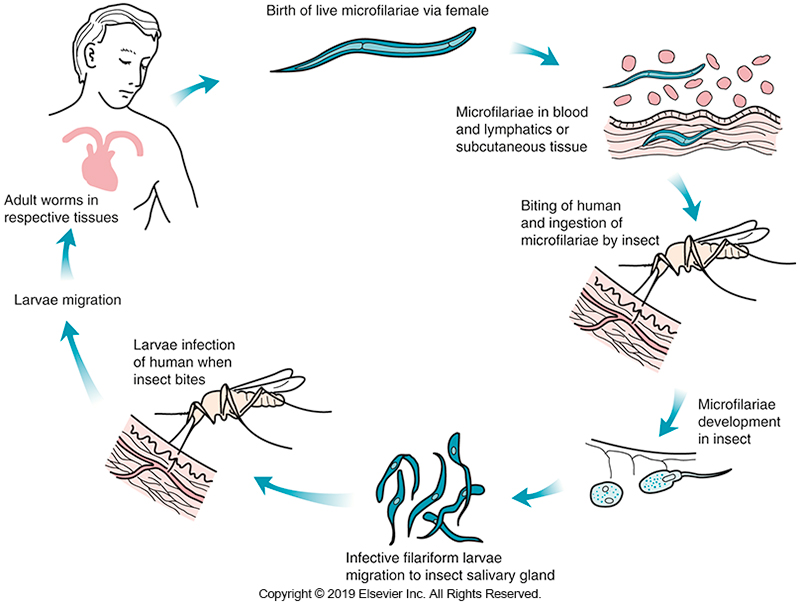 Birth of live microfilariae via female
Microfilariae in blood
and lymphatics or
subcutaneous tissue
Biting of human
and ingestion of
microfilariae by insect
Microfilariae
development
in insect
Infective filariform larvae
migration to insect salivary gland
Larvae infection
of human when
insect bites
Larvae migration
Adult worms in
respective tissues
Copyright © 2019 Elsevier Inc. All Rights Reserved.